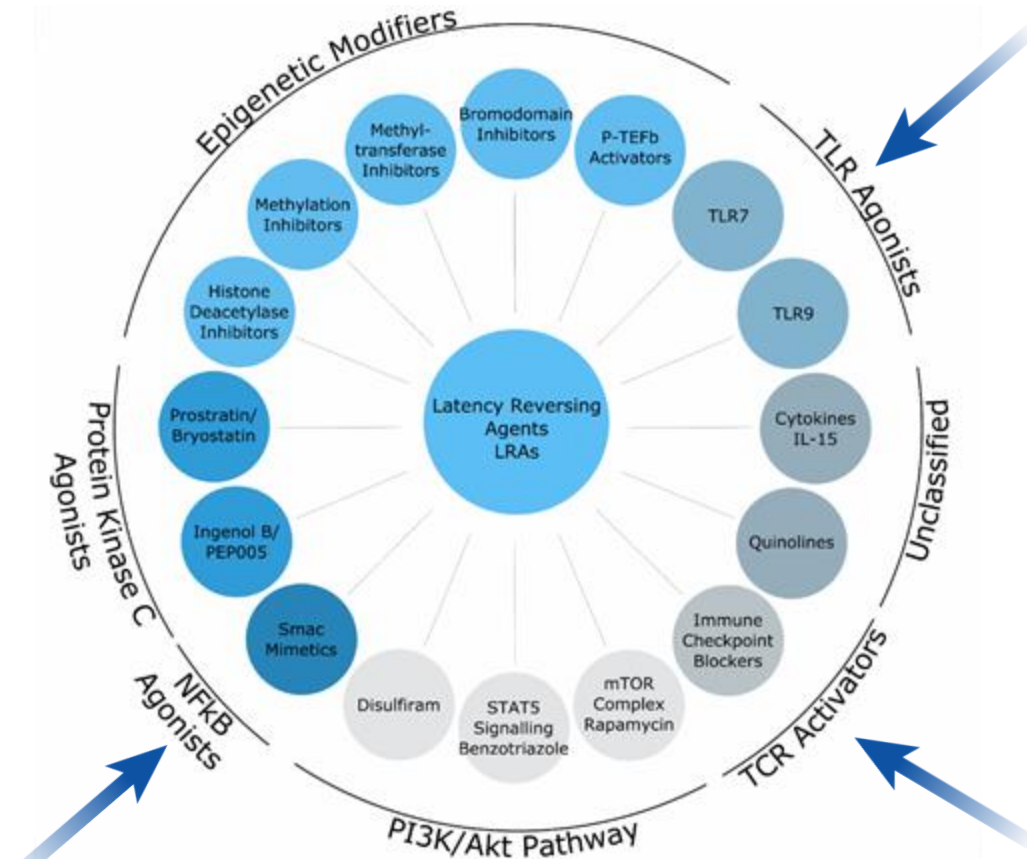 Epigenetic Modifiers
Bromodomain
Inhibitors
P-TEFb
Activators
Methyl-
transferase
Inhibitors
Methylation
Inhibitors
Histone
Deacetylase
Inhibitors
TLR Agonists
TLR7
TLR9
Latency Reversing
Agents
LRAs
Unclassified
Cytokines
IL-15
Quinolines
Protein Kinase C
Agonists
Prostratin/
Bryostatin
Ingenol B/
PEP005
NFkB
Agonists
Smac
Mimetics
PI3K/Akt Pathway
Disulfiram
STAT5
Signalling
Benzotriazole
mTOR
Complex
Rapamycin
TCR Activators
Immune
Checkpoint
Blockers